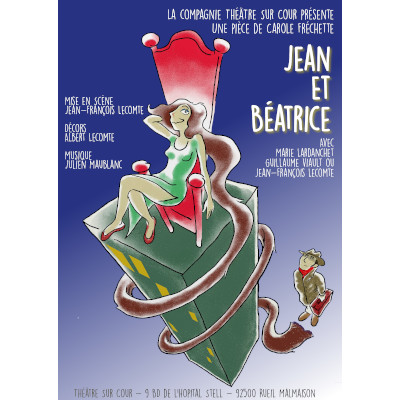 LA COMPAGNIE THÉÂTRE SUR COUR PRÉSENTE
UNE PIÈCE DE CAROLE FRÉCHETTE
JEAN
ET
BÉATRICE
MISE EN SCÈNE
JEAN-FRANÇOIS LECOMTE
DÉCORS
ALBERT LECOMTE
MUSIQUE
JULIEN MAUBLANC
AVEC
MARIE LARDANCHET
GUILLAUME VIAULT OU
JEAN-FRANÇOIS LECOMTE
THÉÂTRE SUR COUR – 9 BD DE L'HOPITAL STELL – 92500 RUEIL MALMAISON